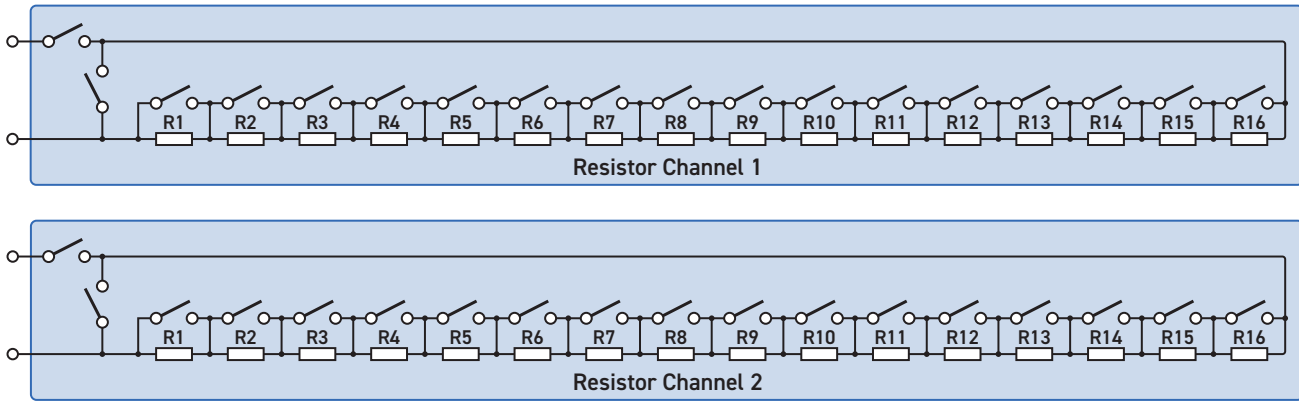 R1 R2 R3 R4 R5 R6 R7 R8 R9 R10 R11 R12 R13 R14 R15 R16
Resistor Channel 1
R1 R2 R3 R4 R5 R6 R7 R8 R9 R10 R11 R12 R13 R14 R15 R16
Resistor Channel 2